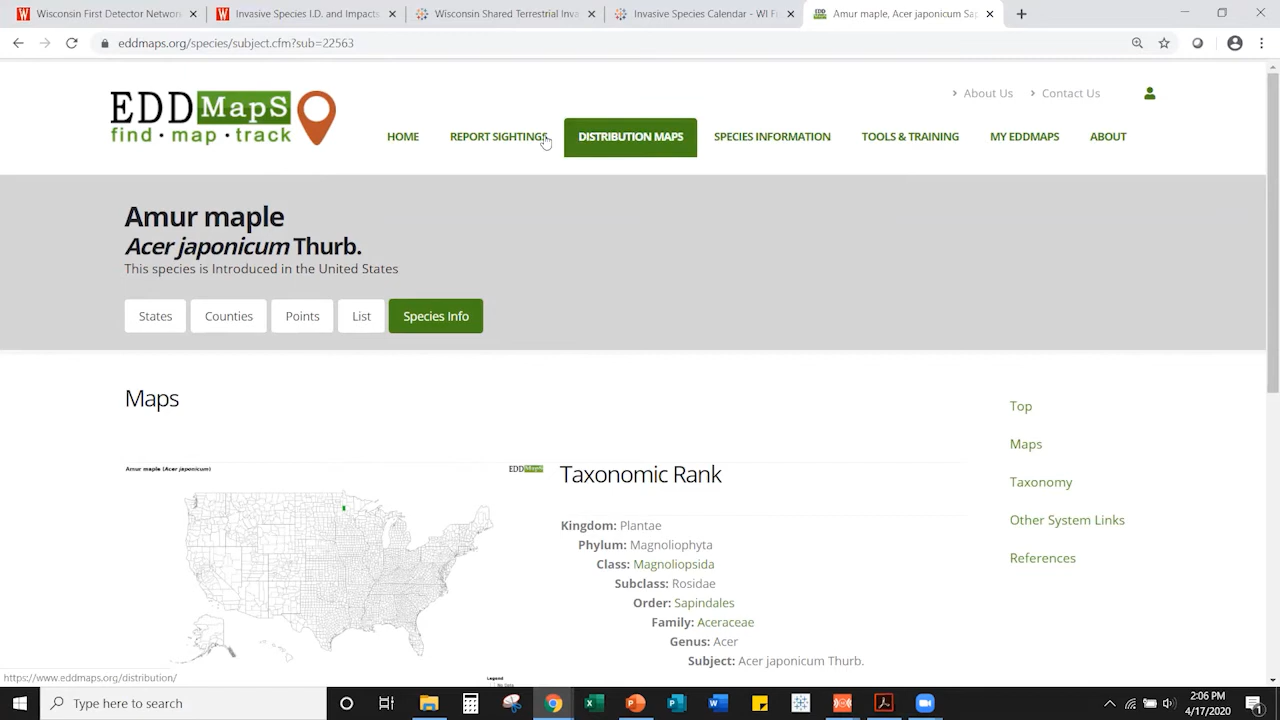 Wisconsin First Detector Network
Invasive Species I.D. and Impacts
Wisconsin Shared Terrestrial Inva
Invasive Species Calendar - WI Fi
Amur maple, Acer japonicum Sap
eddmaps.org/species/subject.cfm?sub=22563
EDDMapS
find · map · track
About Us
Contact Us
HOME
REPORT SIGHTINGS
DISTRIBUTION MAPS
SPECIES INFORMATION
TOOLS & TRAINING
MY EDDMAPS
ABOUT
Amur maple
Acer japonicum Thurb.
This species is Introduced in the United States
States
Counties
Points
List
Species Info
Maps
Top
Maps
Taxonomy
Other System Links
References
Amur maple (Acer japonicum)
EDDMapS
Taxonomic Rank
Kingdom: Plantae
Phylum: Magnoliophyta
Class: Magnoliopsida
Subclass: Rosidae
Order: Sapindales
Family: Aceraceae
Genus: Acer
Subject: Acer japonicum Thurb.
https://www.eddmaps.org/distribution/
Legend
Type here to search
2:06 PM
4/17/2020